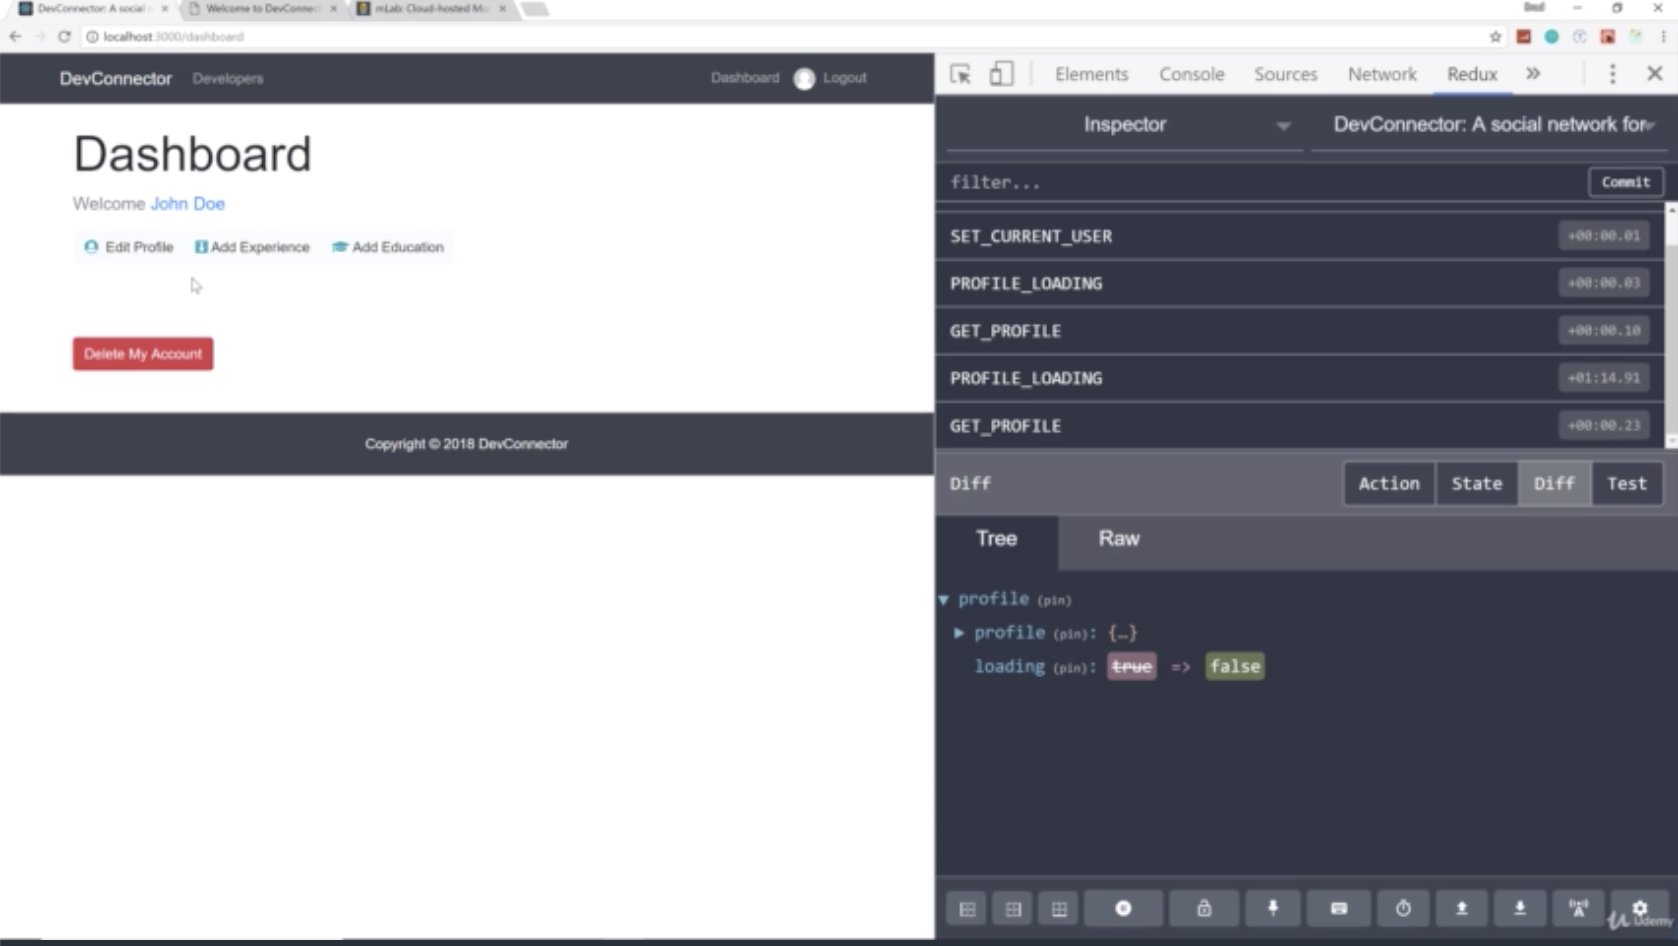 DevConnector: A social
Welcome to DevConnect
mLab: Cloud-hosted Mo
localhost:3000/dashboard
DevConnector Developers Dashboard Logout
Dashboard
Welcome John Doe
Edit Profile Add Experience Add Education
Delete My Account
Copyright © 2018 DevConnector
Elements Console Sources Network Redux »
Inspector DevConnector: A social network for
filter... Commit
SET_CURRENT_USER +00:00.01
PROFILE_LOADING +00:00.03
GET_PROFILE +00:00.10
PROFILE_LOADING +01:14.91
GET_PROFILE +00:00.23
Diff Action State Diff Test
Tree Raw
profile (pin)
profile (pin): {…}
loading (pin): true => false
Udemy